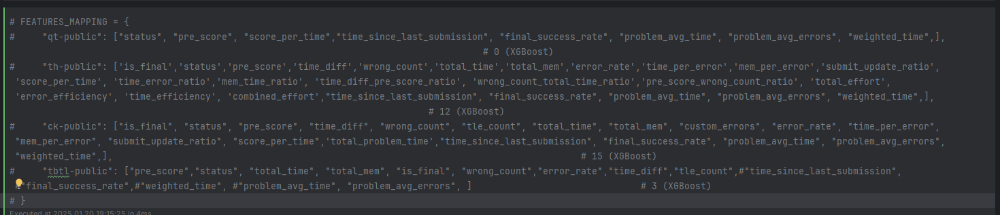 # FEATURES_MAPPING = {
#     "qt-public": ["status", "pre_score", "score_per_time","time_since_last_submission", "final_success_rate", "problem_avg_time", "problem_avg_errors", "weighted_time",],
# 0 (XGBoost)
#     "th-public": ['is_final','status','pre_score','time_diff','wrong_count','total_time','total_mem','error_rate','time_per_error','mem_per_error','submit_update_ratio',
'score_per_time', 'time_error_ratio','mem_time_ratio', 'time_diff_pre_score_ratio', 'wrong_count_total_time_ratio','pre_score_wrong_count_ratio', 'total_effort',
'error_efficiency', 'time_efficiency', 'combined_effort',"time_since_last_submission", "final_success_rate", "problem_avg_time", "problem_avg_errors", "weighted_time",],
# 12 (XGBoost)
#     "ck-public": ["is_final", "status", "pre_score", "time_diff", "wrong_count", "tle_count", "total_time", "total_mem", "custom_errors", "error_rate", "time_per_error",
"mem_per_error", "submit_update_ratio", "score_per_time",'total_problem_time',"time_since_last_submission", "final_success_rate", "problem_avg_time", "problem_avg_errors",
"weighted_time",], # 15 (XGBoost)
#     "tbtl-public": ["pre_score","status", "total_time", "total_mem", "is_final", "wrong_count","error_rate","time_diff","tle_count",#"time_since_last_submission",
"final_success_rate",#"weighted_time", #"problem_avg_time", "problem_avg_errors", ] # 3 (XGBoost)
# }
Executed at 2025.01.20 19:15:25 in 4ms